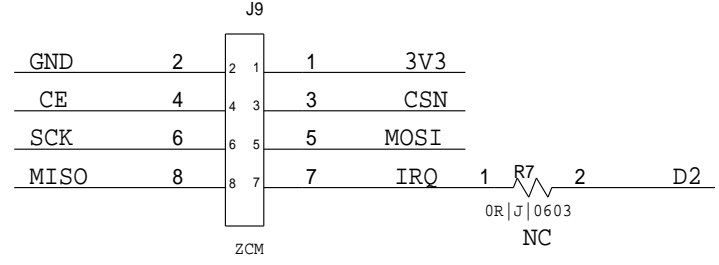 J9
GND 2 2 1 1 3V3
CE 4 4 3 3 CSN
SCK 6 6 5 5 MOSI
MISO 8 8 7 7 IRQ 1 R7 2 D2
0R|J|0603
NC
ZCM